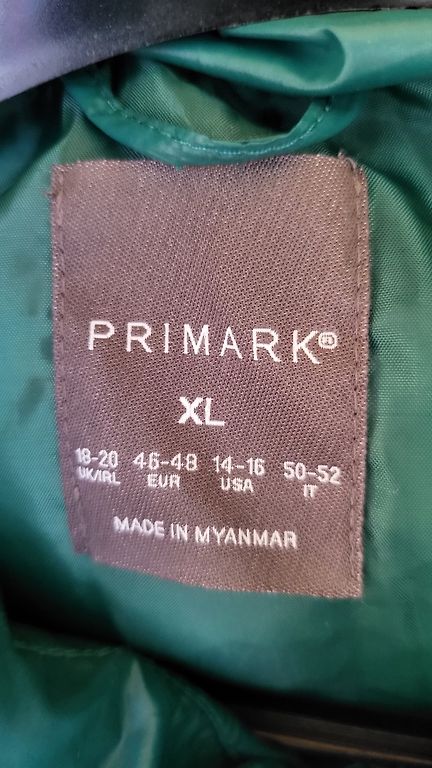 PRIMARK®
XL
18-20 46-48 14-16 50-52
UK/IRL EUR USA IT
MADE IN MYANMAR